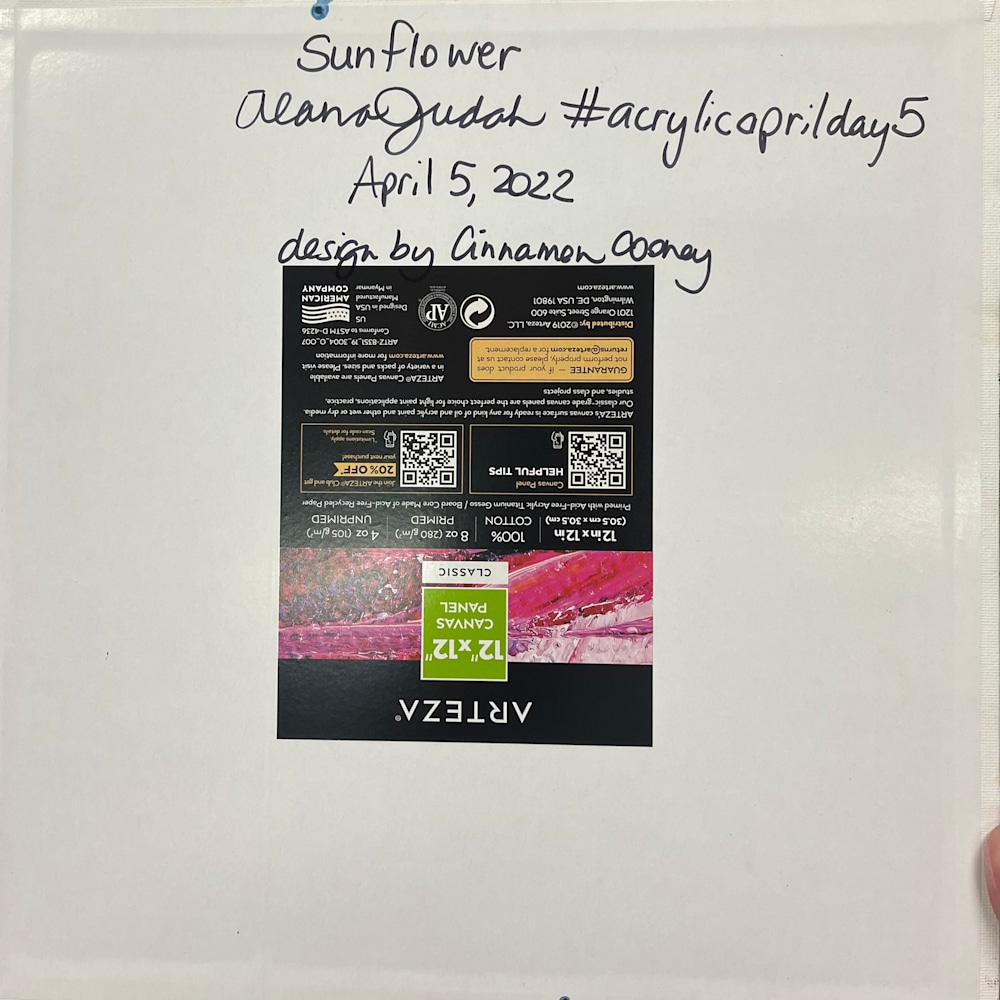 Sunflower
Alana Judah #acrylicaprilday5
April 5, 2022
design by Cinnamon Cooney
ARTEZA®
12"x12"
CANVAS
PANEL
CLASSIC
12 in x 12 in
(30.5 cm x 30.5 cm)
100%
COTTON
8 oz (280 g/m²)
PRIMED
4 oz (105 g/m²)
UNPRIMED
Primed with Acid-Free Acrylic Titanium Gesso / Board Core Made of Acid-Free Recycled Paper
Canvas Panel
HELPFUL TIPS
Join the ARTEZA® Club and get
20% OFF*
your next purchase!
*Limitations apply.
Scan code for details.
ARTEZA's canvas surface is ready for any kind of oil and acrylic paint and other wet or dry media.
Our classic-grade canvas panels are the perfect choice for light paint applications, practice,
studies, and class projects
GUARANTEE — If your product does
not perform properly, please contact us at
returns@arteza.com for a replacement.
ARTEZA® Canvas Panels are available
in a variety of packs and sizes. Please visit
www.arteza.com for more information
Distributed by: ©2019 Arteza, LLC.
1201 Orange Street, Suite 600
Wilmington, DE, USA 19801
www.arteza.com
ACMI
AP
ARTZ-8351_19_3004_0_007
Conforms to ASTM D-4236
US
Designed in USA
Manufactured
in Myanmar
AMERICAN
COMPANY